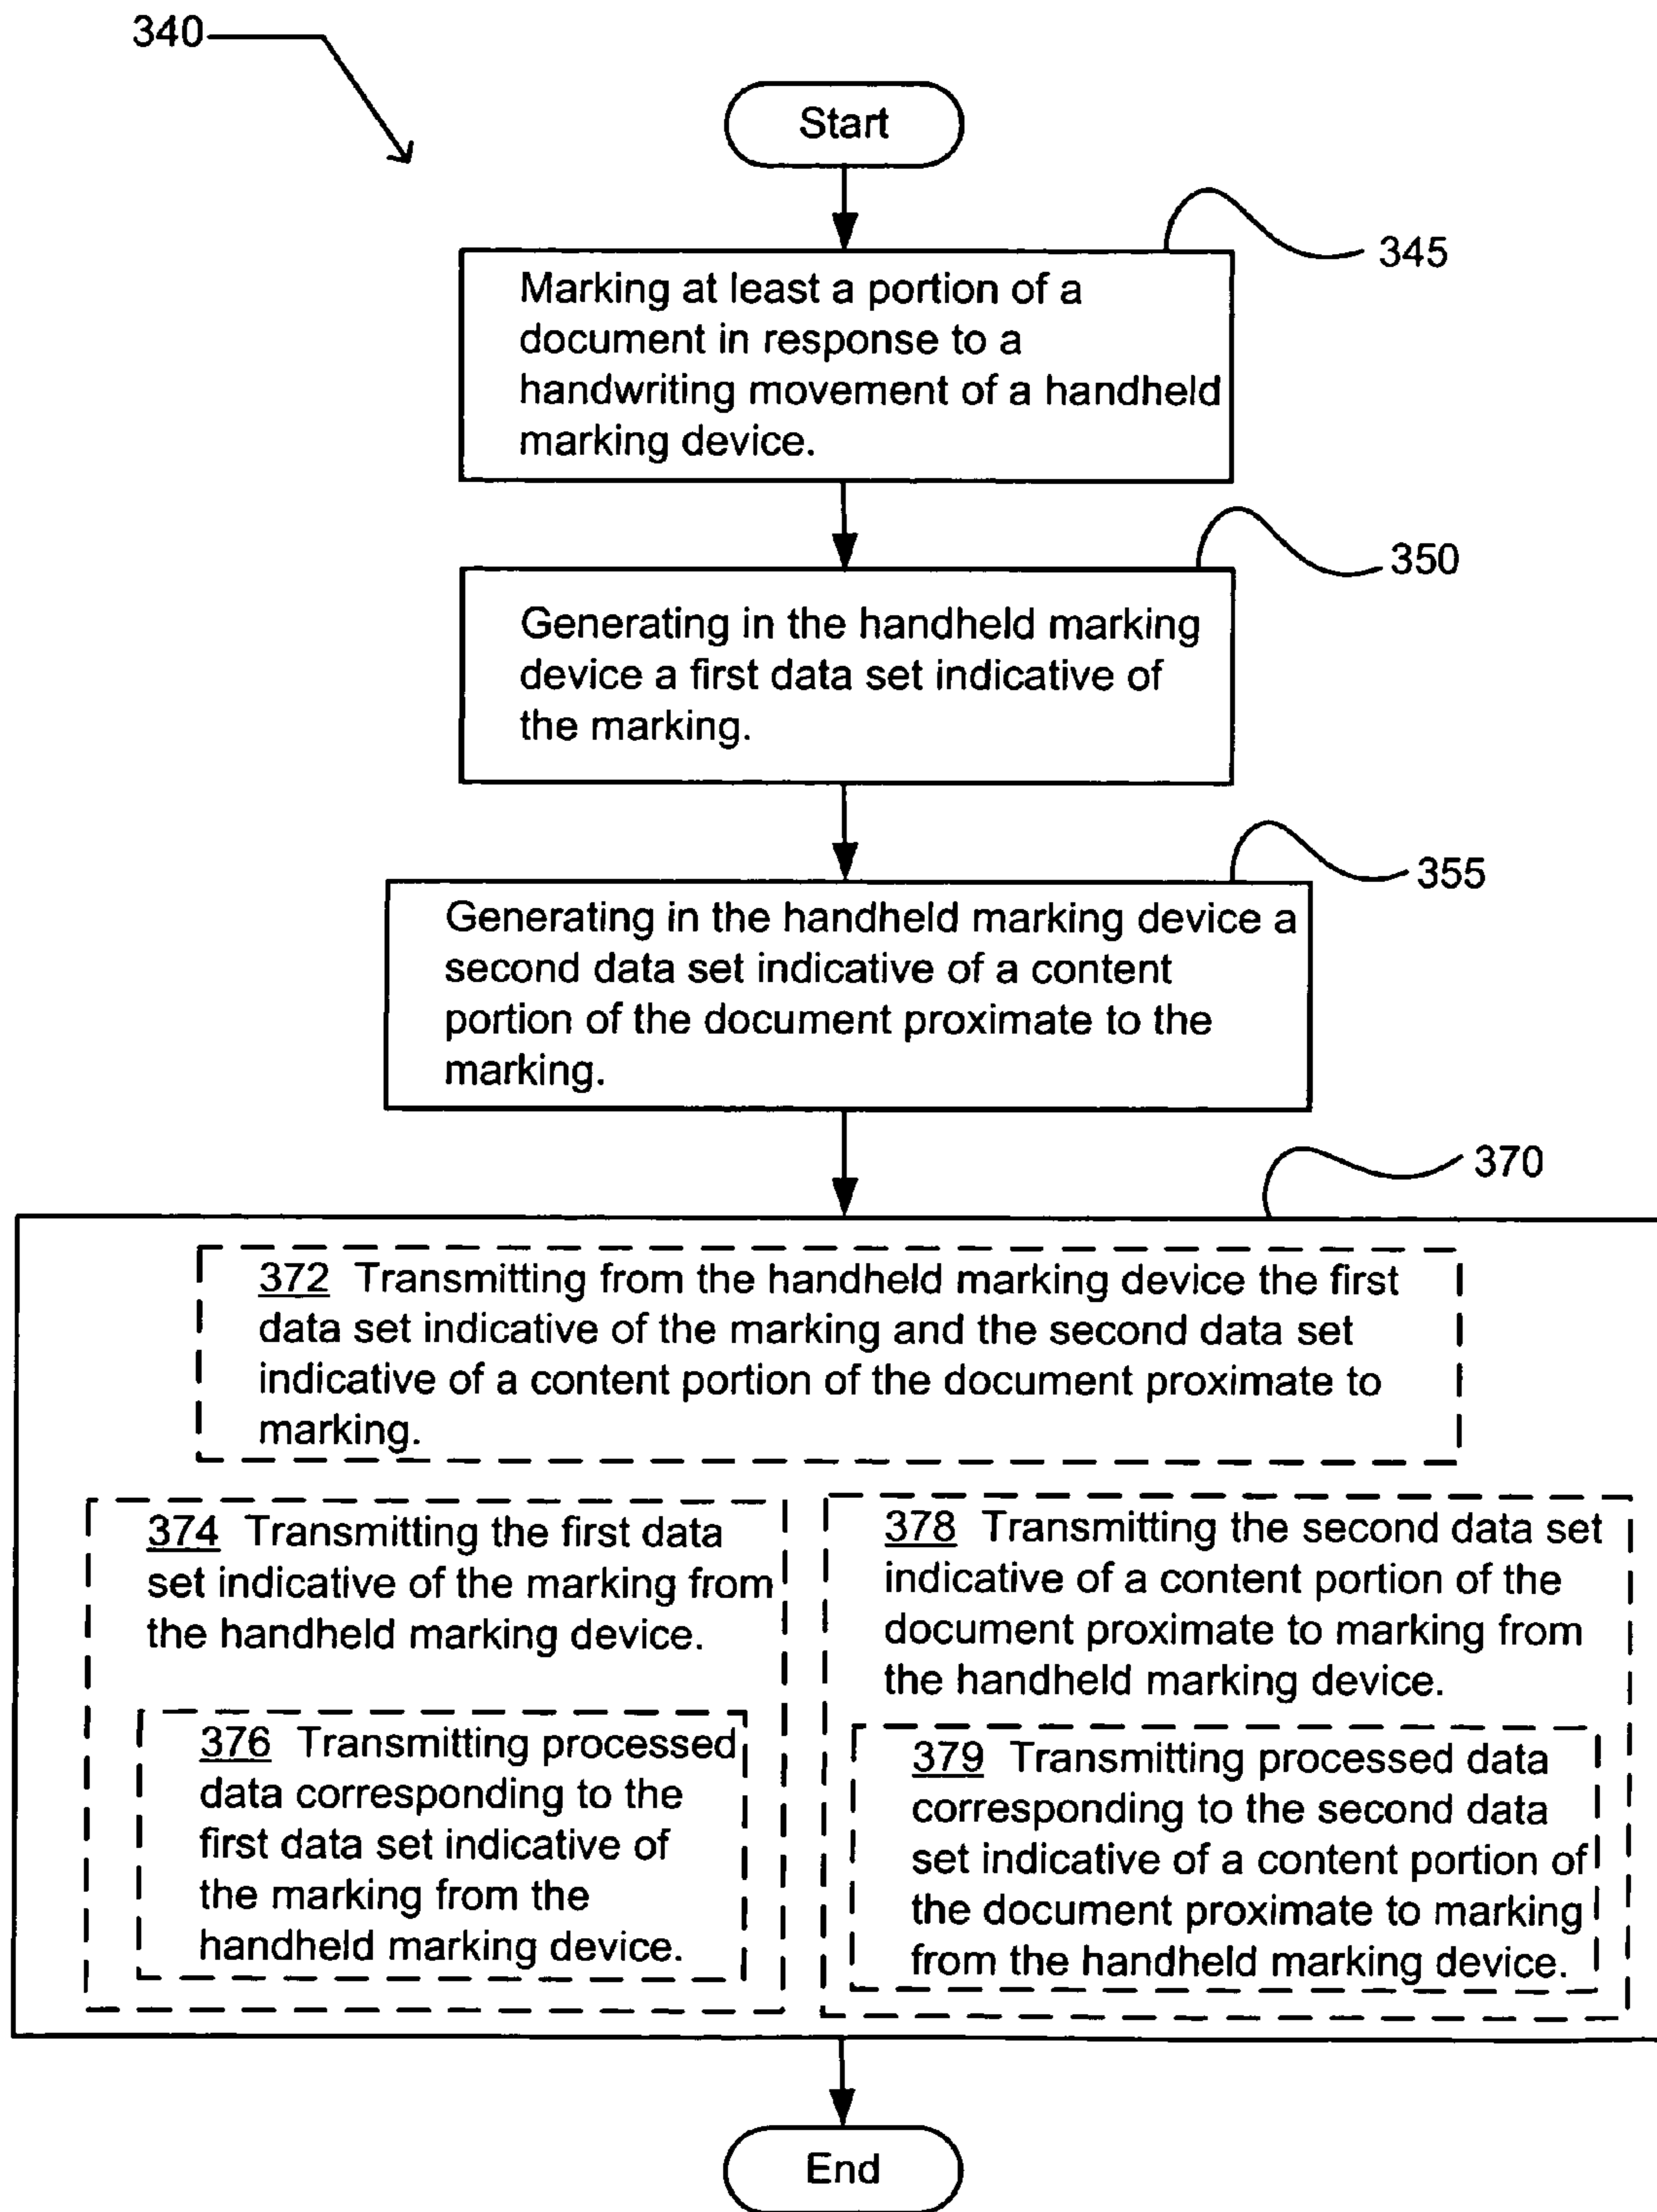 340
Start
345
Marking at least a portion of a
document in response to a
handwriting movement of a handheld
marking device.
350
Generating in the handheld marking
device a first data set indicative of
the marking.
355
Generating in the handheld marking device a
second data set indicative of a content
portion of the document proximate to the
marking.
370
372 Transmitting from the handheld marking device the first
data set indicative of the marking and the second data set
indicative of a content portion of the document proximate to
marking.
374 Transmitting the first data
set indicative of the marking from
the handheld marking device.
376 Transmitting processed
data corresponding to the
first data set indicative of
the marking from the
handheld marking device.
378 Transmitting the second data set
indicative of a content portion of the
document proximate to marking from
the handheld marking device.
379 Transmitting processed data
corresponding to the second data
set indicative of a content portion of
the document proximate to marking
from the handheld marking device.
End